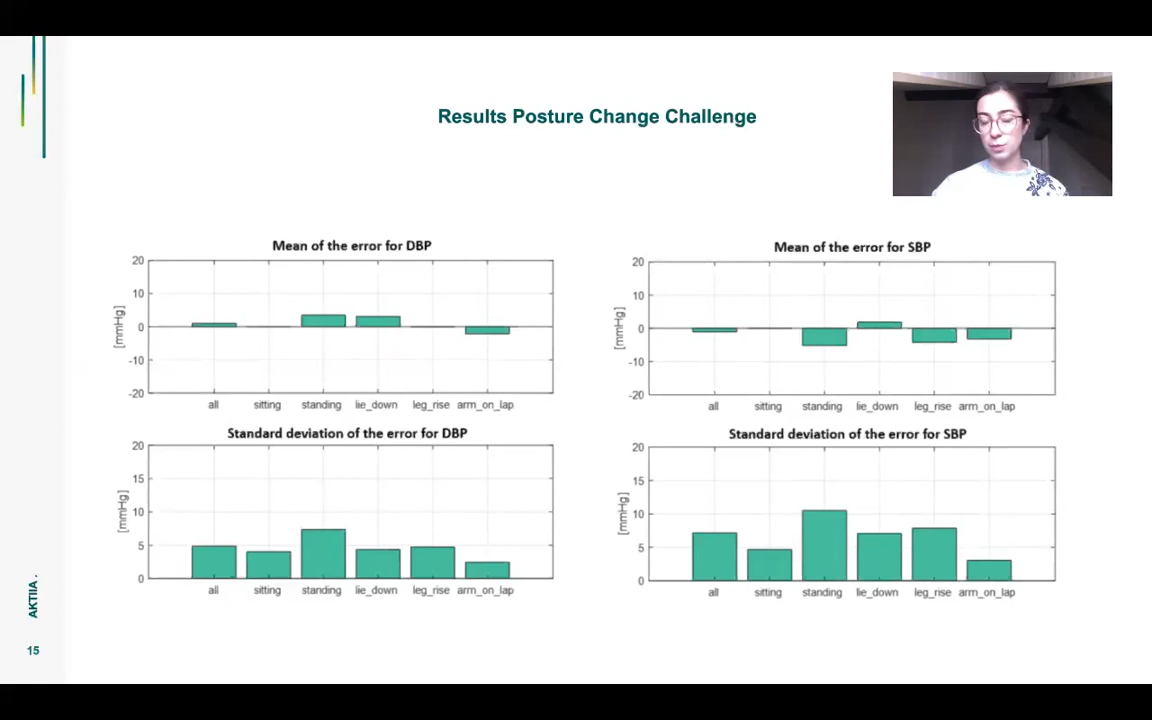 Results Posture Change Challenge
Mean of the error for DBP
20
10
0
-10
-20
[mmHg]
all sitting standing lie_down leg_rise arm_on_lap
Mean of the error for SBP
20
10
0
-10
-20
[mmHg]
all sitting standing lie_down leg_rise arm_on_lap
Standard deviation of the error for DBP
20
15
10
5
0
[mmHg]
all sitting standing lie_down leg_rise arm_on_lap
Standard deviation of the error for SBP
20
15
10
5
0
[mmHg]
all sitting standing lie_down leg_rise arm_on_lap
AKTIIA .
15